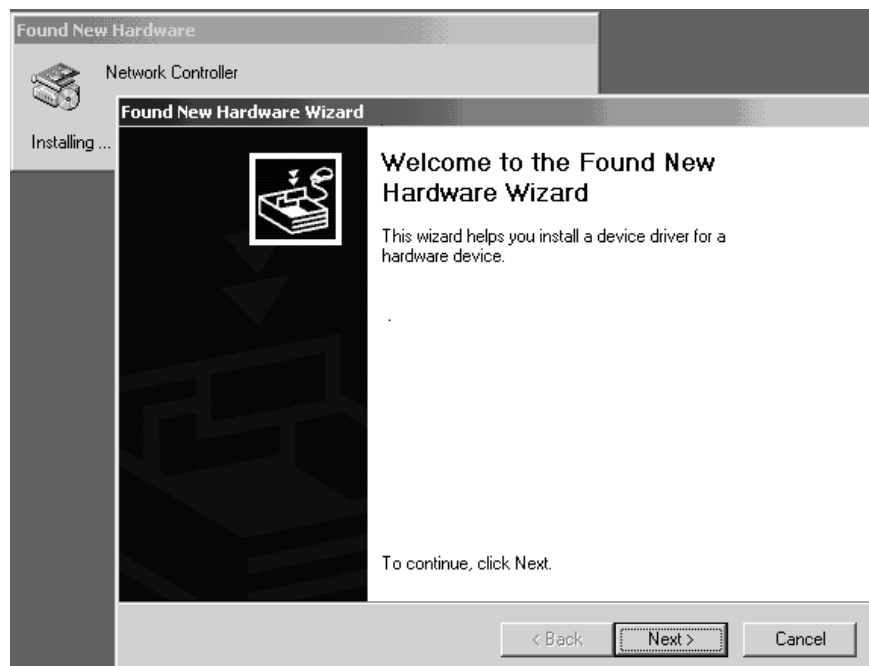 Found New Hardware
Network Controller
Installing ...
Found New Hardware Wizard
Welcome to the Found New
Hardware Wizard
This wizard helps you install a device driver for a
hardware device.
To continue, click Next.
< Back
Next >
Cancel